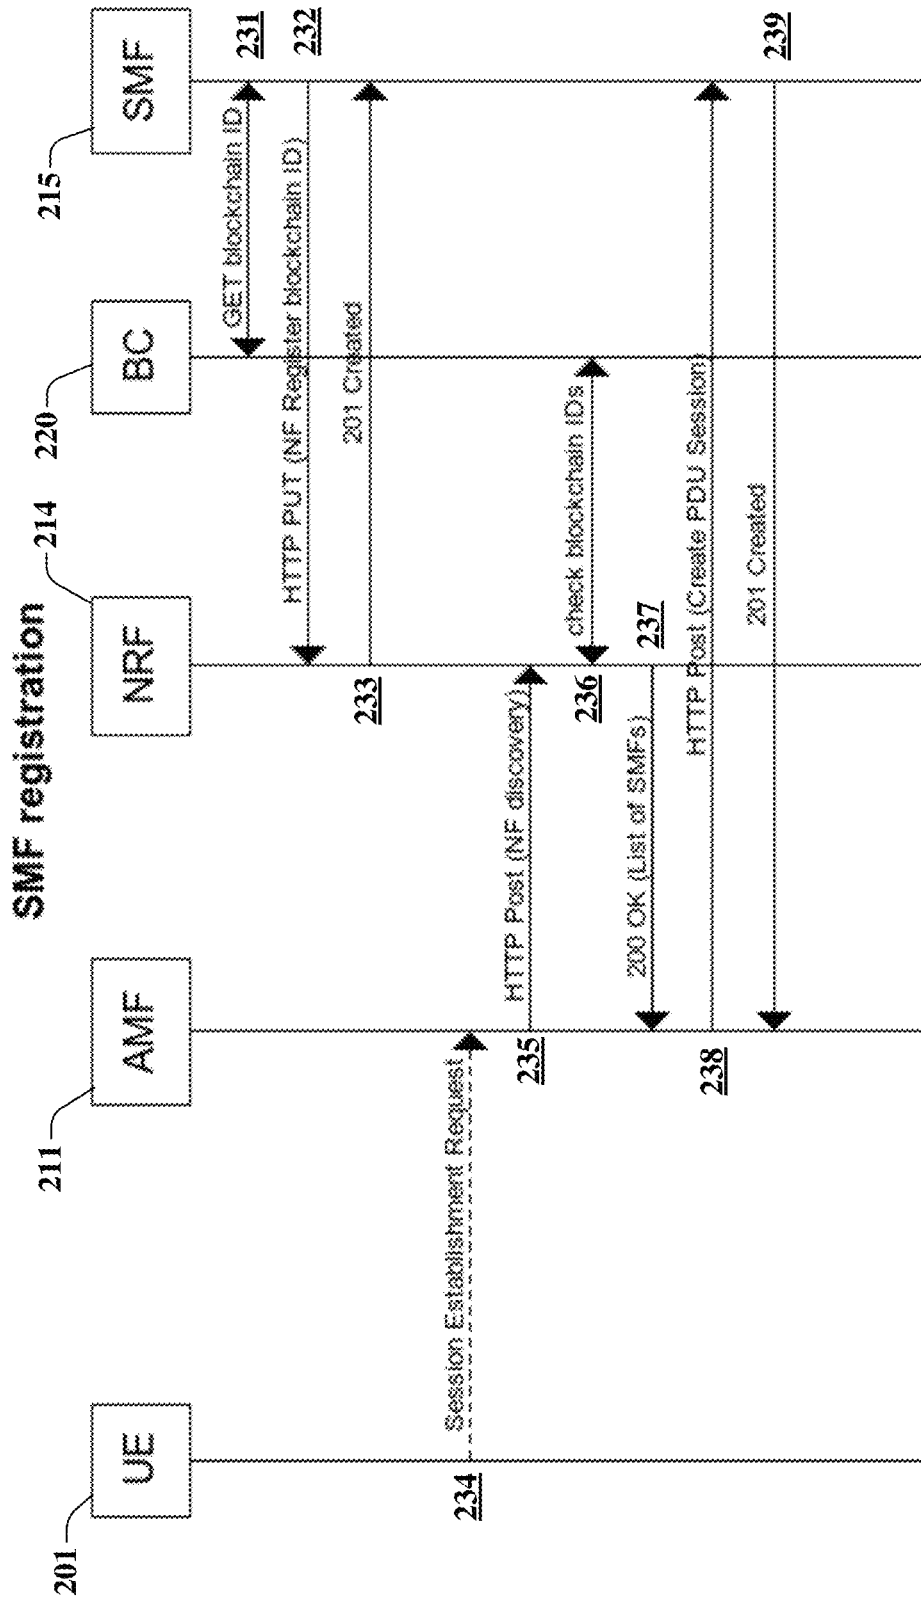 SMF registration
201
211
214
220
215
UE
AMF
NRF
BC
SMF
GET blockchain ID
231
HTTP PUT (NF Register blockchain ID)
232
233
201 Created
234
Session Establishment Request
235
HTTP Post (NF discovery)
236
check blockchain IDs
200 OK (List of SMFs)
237
238
HTTP Post (Create PDU Session)
201 Created
239